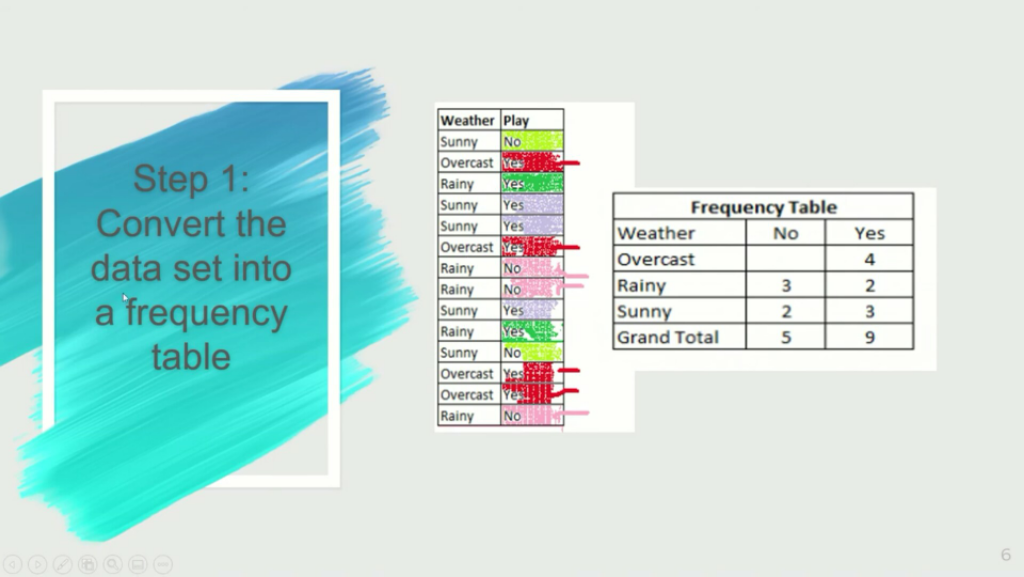 Step 1:
Convert the
data set into
a frequency
table
Weather Play
Sunny No
Overcast Yes
Rainy Yes
Sunny Yes
Sunny Yes
Overcast Yes
Rainy No
Rainy No
Sunny Yes
Rainy Yes
Sunny No
Overcast Yes
Overcast Yes
Rainy No
Frequency Table
Weather No Yes
Overcast 4
Rainy 3 2
Sunny 2 3
Grand Total 5 9
6